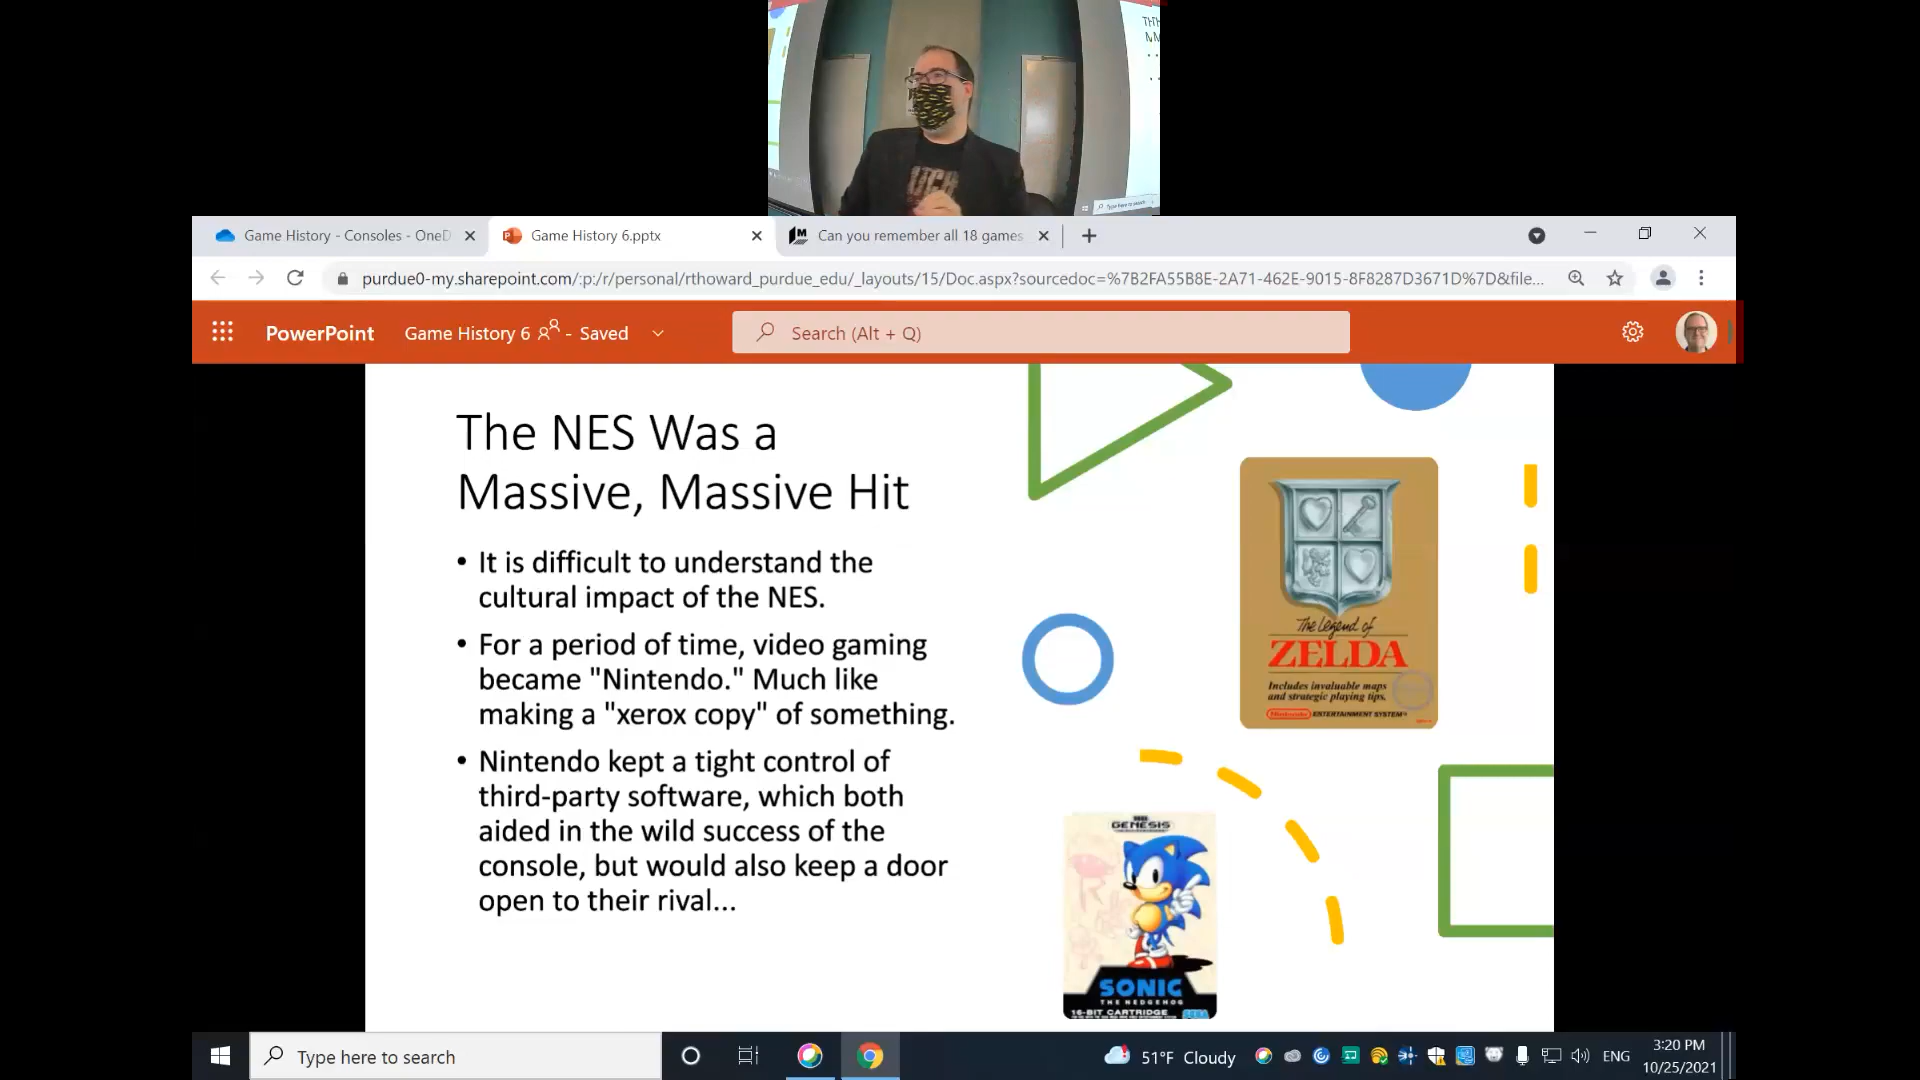 Game History - Consoles - OneD
Game History 6.pptx
Can you remember all 18 games
purdue0-my.sharepoint.com/:p:/r/personal/rthoward_purdue_edu/_layouts/15/Doc.aspx?sourcedoc=%7B2FA55B8E-2A71-462E-9015-8F8287D3671D%7D&file...
PowerPoint
Game History 6 - Saved
Search (Alt + Q)
The NES Was a
Massive, Massive Hit
• It is difficult to understand the
cultural impact of the NES.
• For a period of time, video gaming
became "Nintendo." Much like
making a "xerox copy" of something.
• Nintendo kept a tight control of
third-party software, which both
aided in the wild success of the
console, but would also keep a door
open to their rival...
The Legend of
ZELDA
Includes invaluable maps
and strategic playing tips.
Nintendo ENTERTAINMENT SYSTEM
GENESIS
SONIC
THE HEDGEHOG
16-BIT CARTRIDGE
SEGA
Type here to search
51°F Cloudy
ENG
3:20 PM
10/25/2021